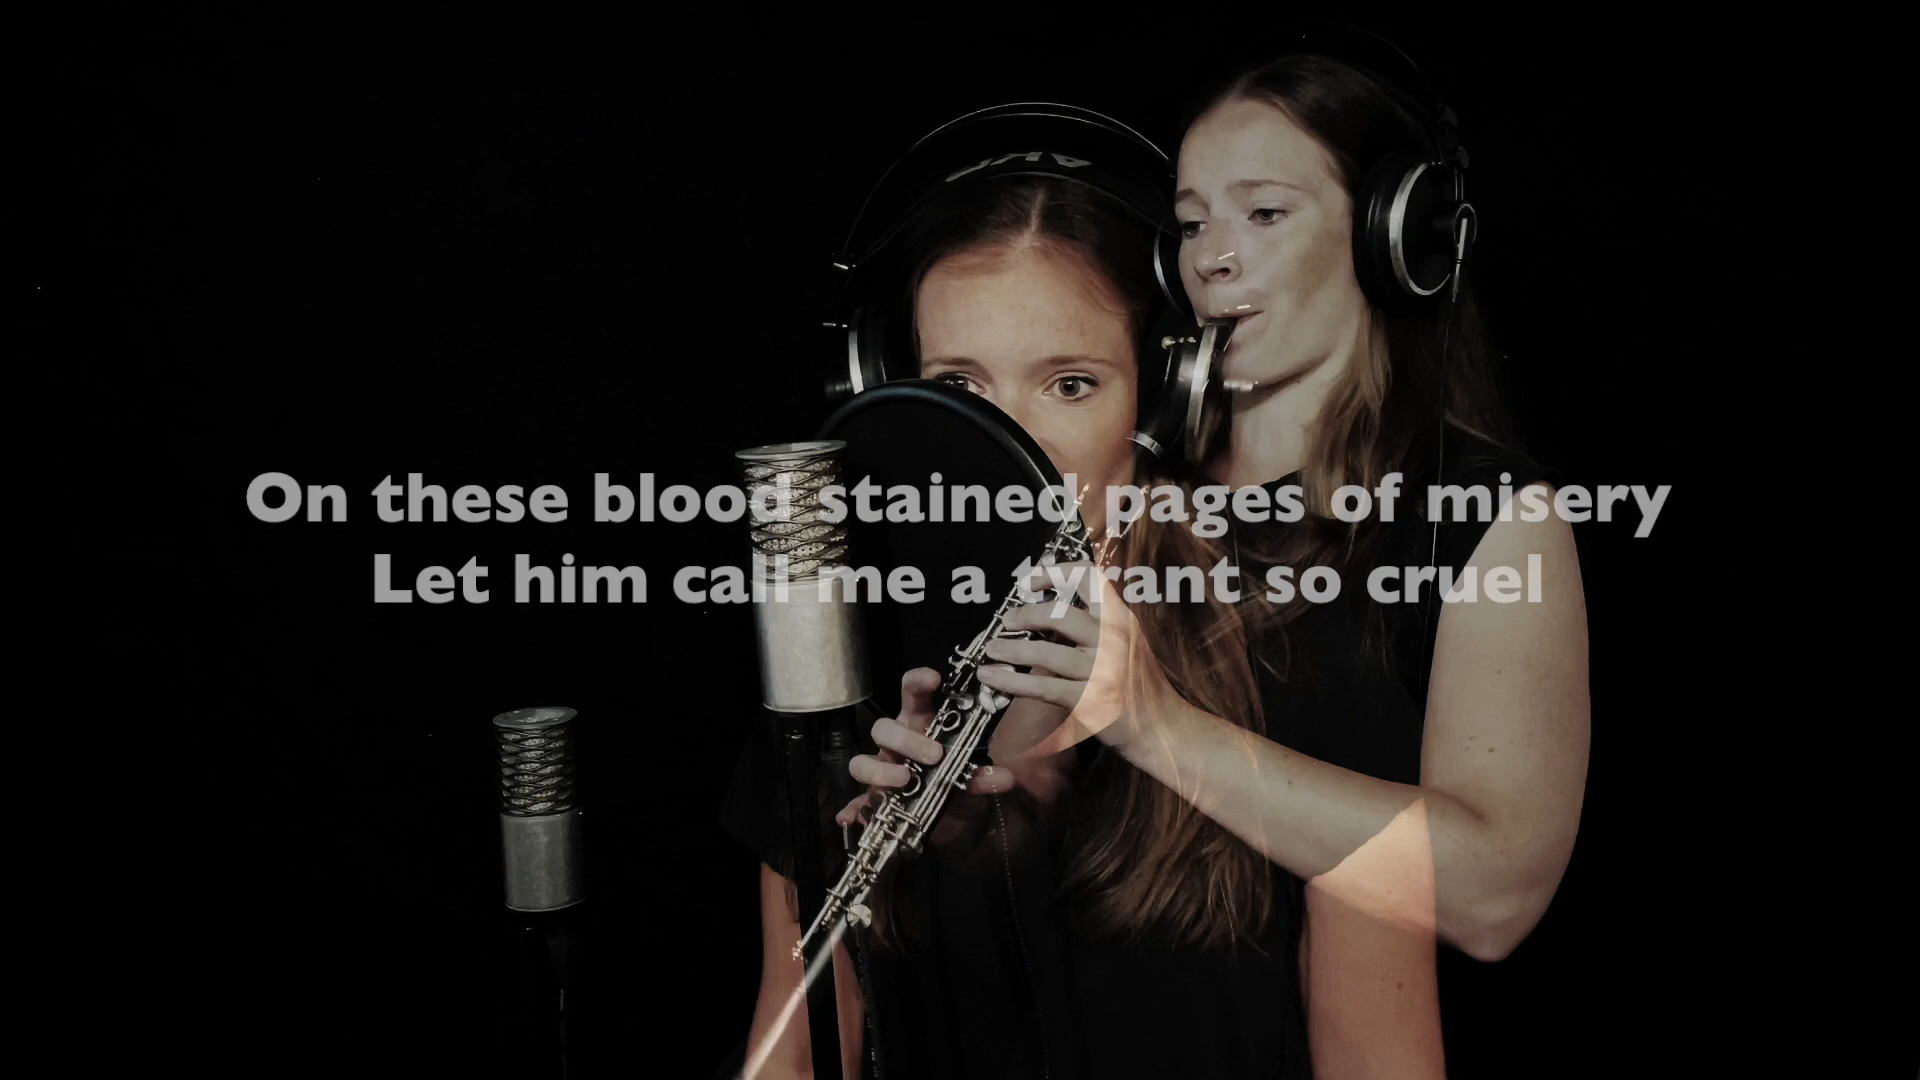 On these blood stained pages of misery
Let him call me a tyrant so cruel